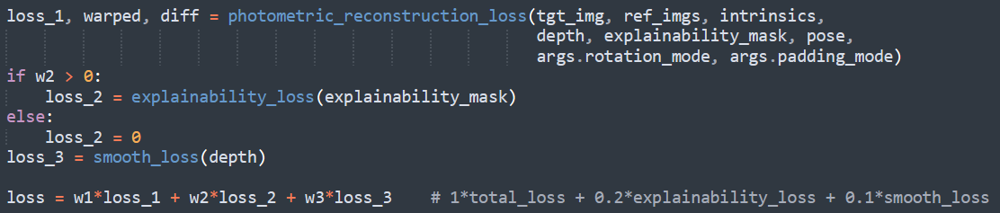 loss_1, warped, diff = photometric_reconstruction_loss(tgt_img, ref_imgs, intrinsics,
                                                       depth, explainability_mask, pose,
                                                       args.rotation_mode, args.padding_mode)
if w2 > 0:
    loss_2 = explainability_loss(explainability_mask)
else:
    loss_2 = 0
loss_3 = smooth_loss(depth)

loss = w1*loss_1 + w2*loss_2 + w3*loss_3    # 1*total_loss + 0.2*explainability_loss + 0.1*smooth_loss